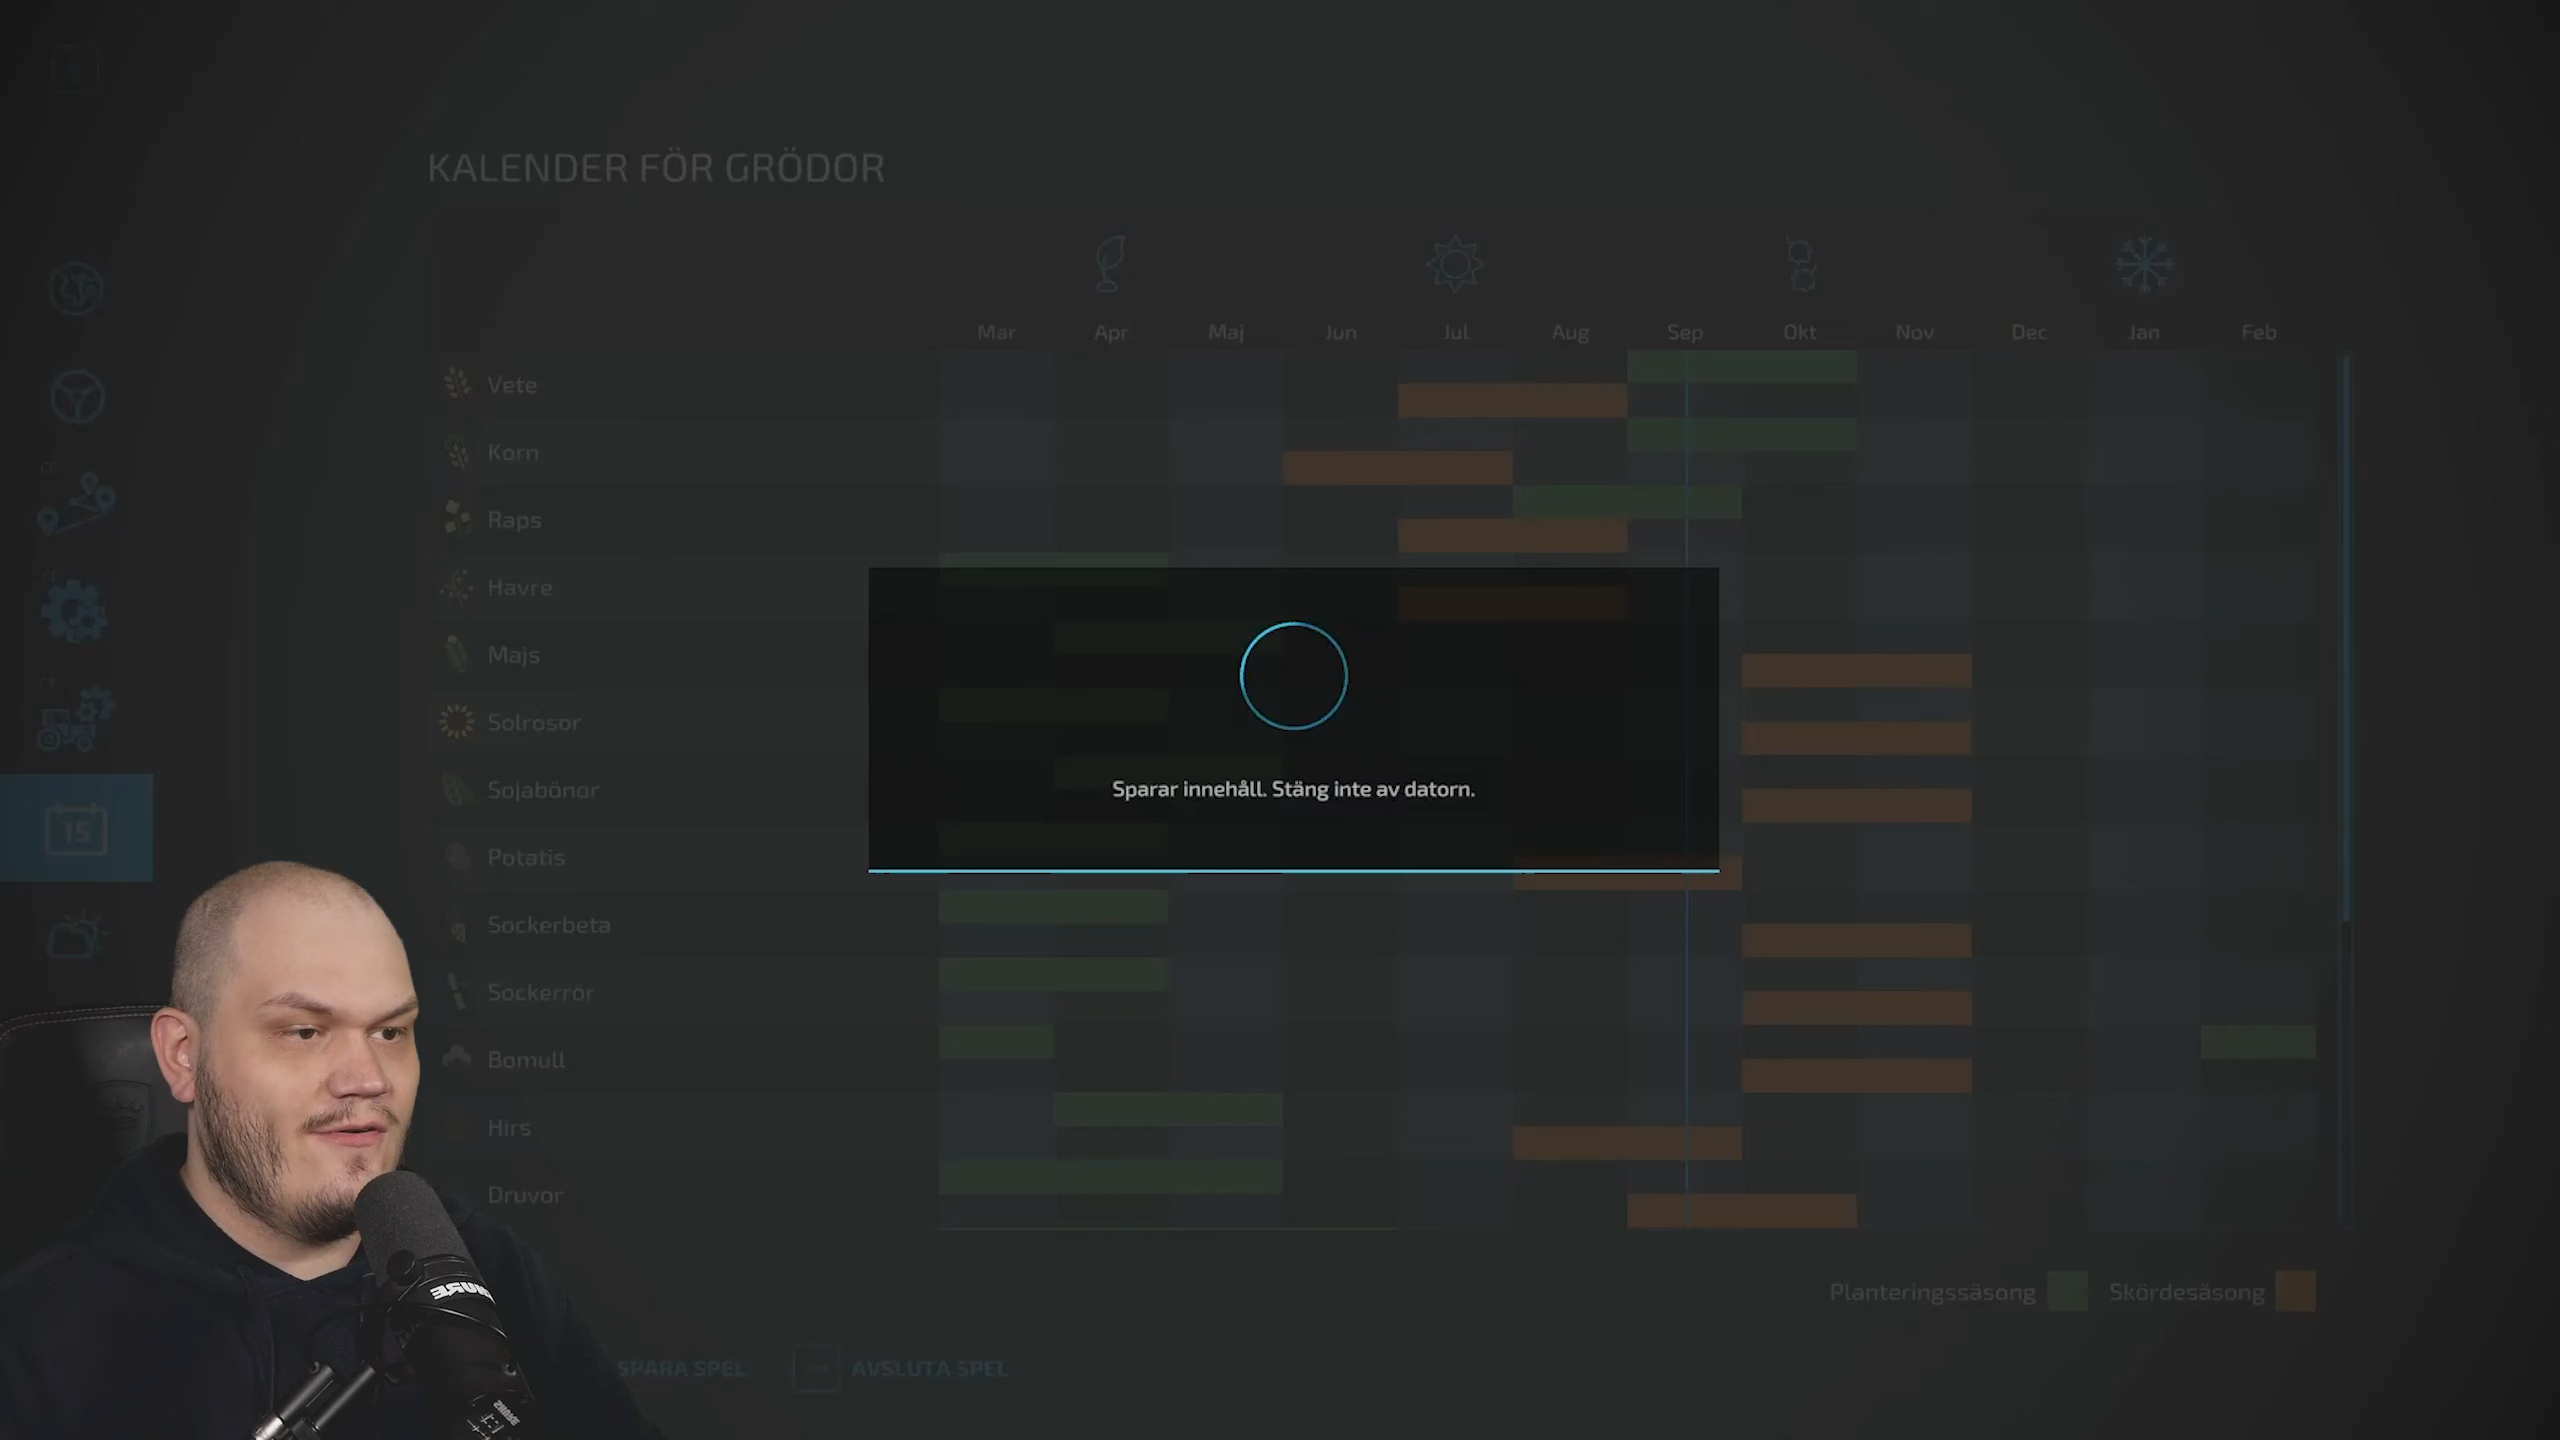 KALENDER FÖR GRÖDOR
Mar Apr Maj Jun Jul Aug Sep Okt Nov Dec Jan Feb
Vete
Korn
Raps
Havre
Majs
Solrosor
Sojabönor
Potatis
Sockerbeta
Sockerrör
Bomull
Hirs
Druvor
Sparar innehåll. Stäng inte av datorn.
15
SHURE
Planteringssäsong Skördesäsong
SPARA SPEL AVSLUTA SPEL